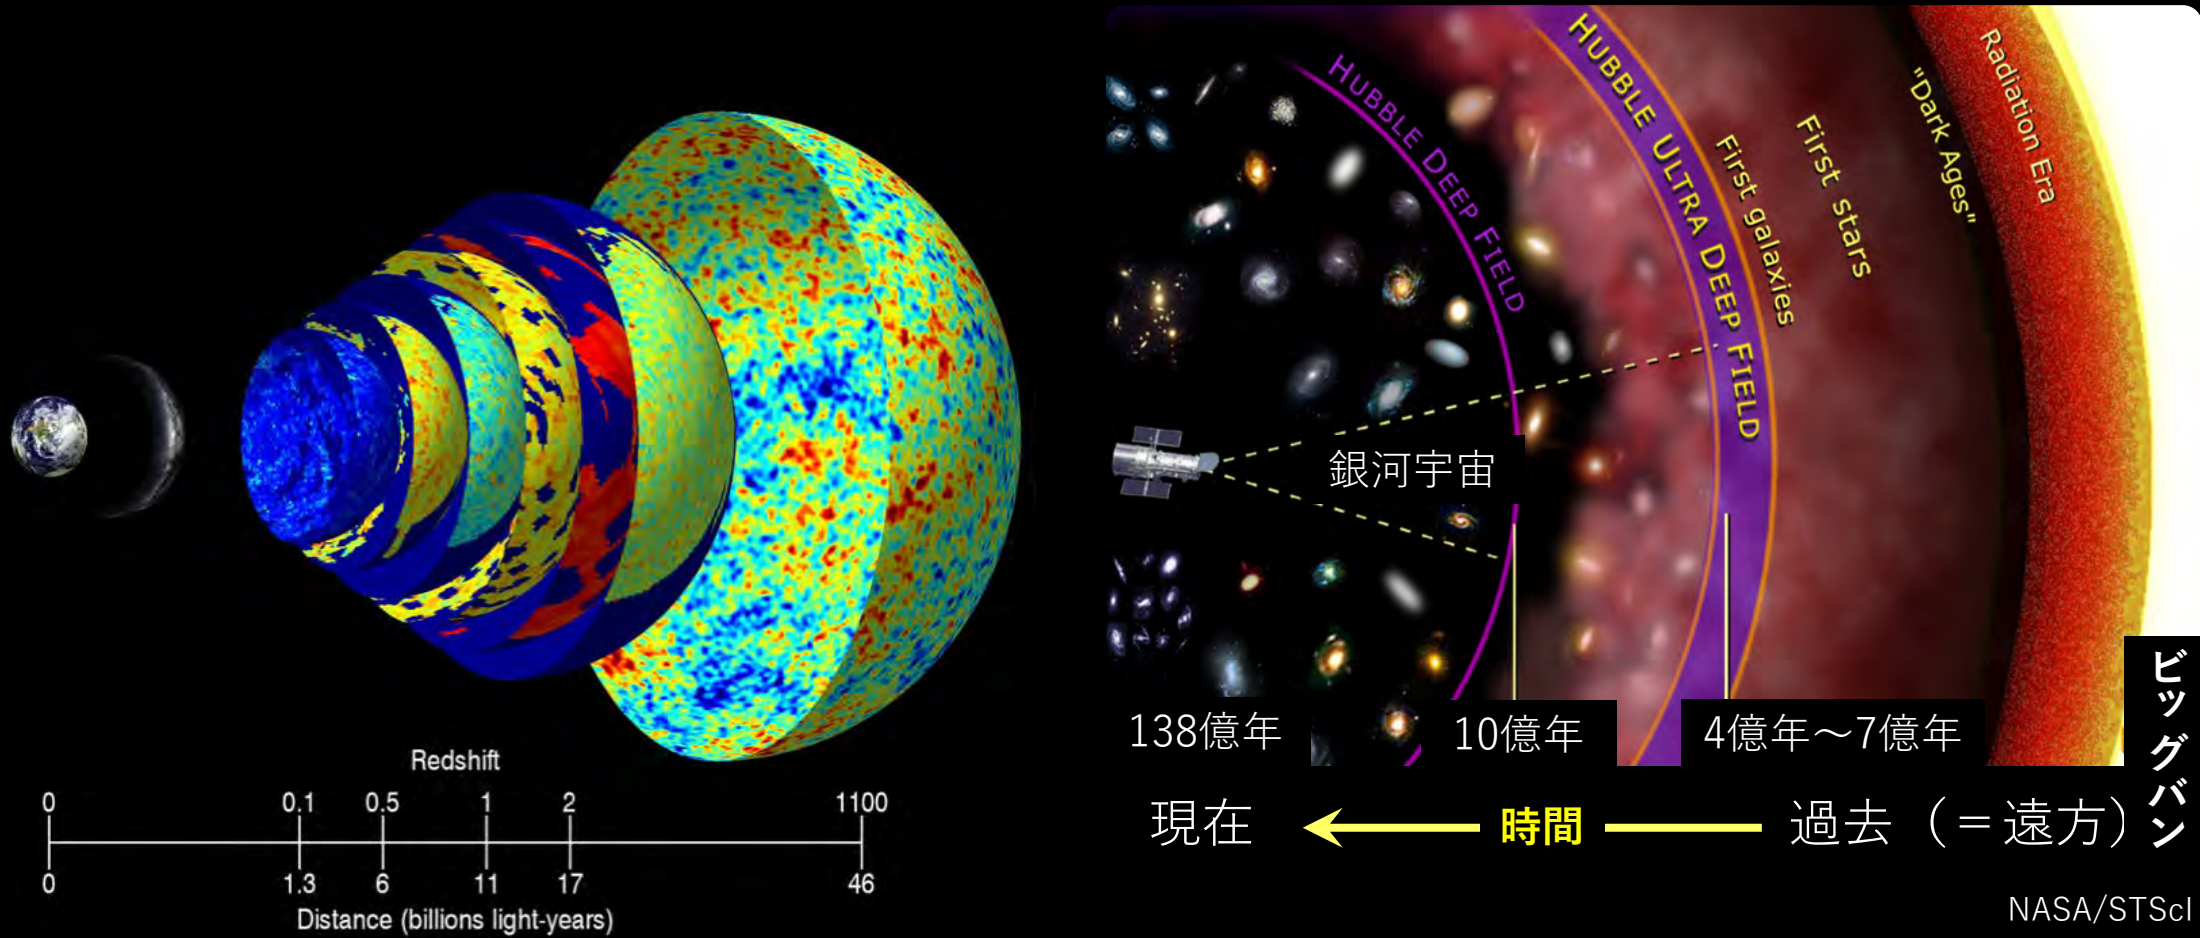 Redshift
0 0.1 0.5 1 2 1100
0 1.3 6 11 17 46
Distance (billions light-years)
HUBBLE DEEP FIELD
HUBBLE ULTRA DEEP FIELD
First galaxies
First stars
"Dark Ages"
Radiation Era
銀河宇宙
138億年
10億年
4億年～7億年
ビッグバン
現在
時間
過去（＝遠方）
NASA/STScI